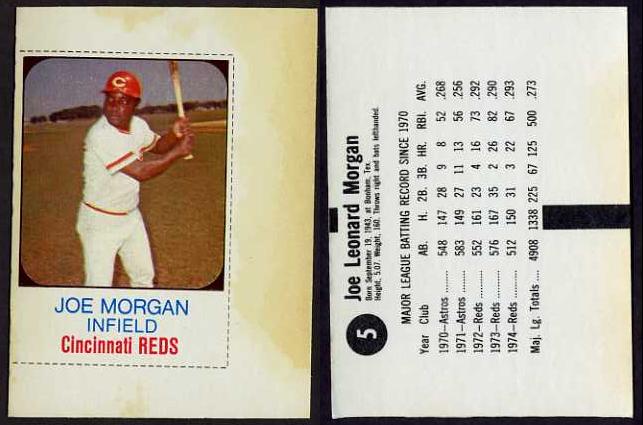 C
JOE MORGAN
INFIELD
Cincinnati REDS
5
Joe Leonard Morgan
Born September 19, 1943, at Bonham, Tex.
Height, 5.07. Weight, 160. Throws right and bats lefthanded.
MAJOR LEAGUE BATTING RECORD SINCE 1970
Year Club AB. H. 2B. 3B. HR. RBI. AVG.
1970—Astros ........ 548 147 28 9 8 52 .268
1971—Astros ........ 583 149 27 11 13 56 .256
1972—Reds .......... 552 161 23 4 16 73 .292
1973—Reds .......... 576 167 35 2 26 82 .290
1974—Reds .......... 512 150 31 3 22 67 .293
Maj. Lg. Totals .... 4908 1338 225 67 125 500 .273